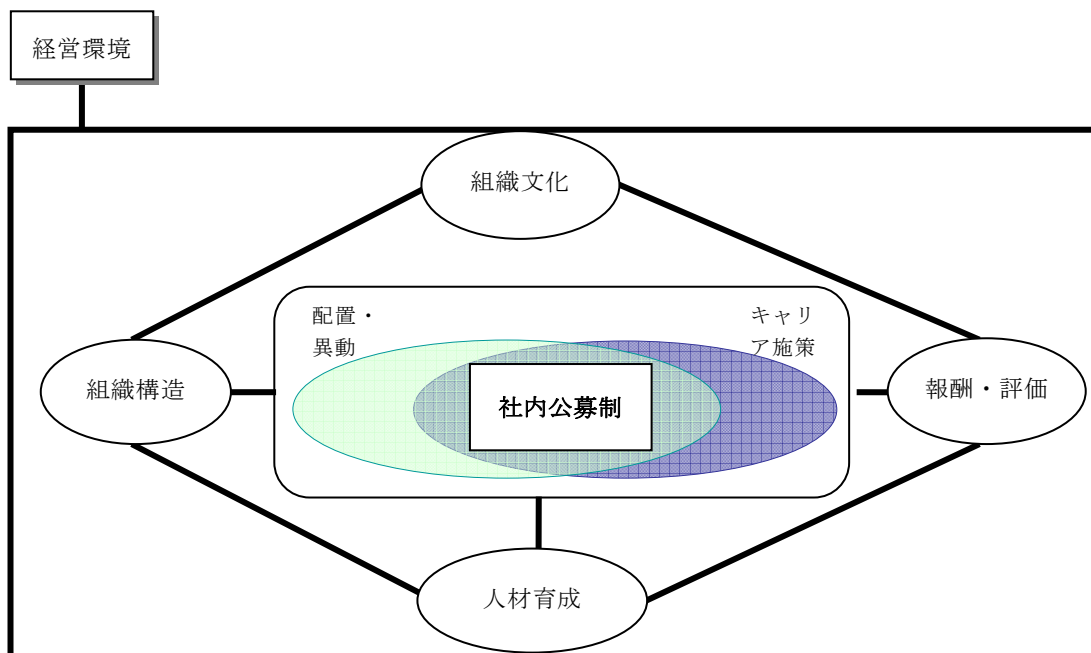 経営環境
組織文化
配置・
異動
キャリ
ア施策
組織構造
社内公募制
報酬・評価
人材育成